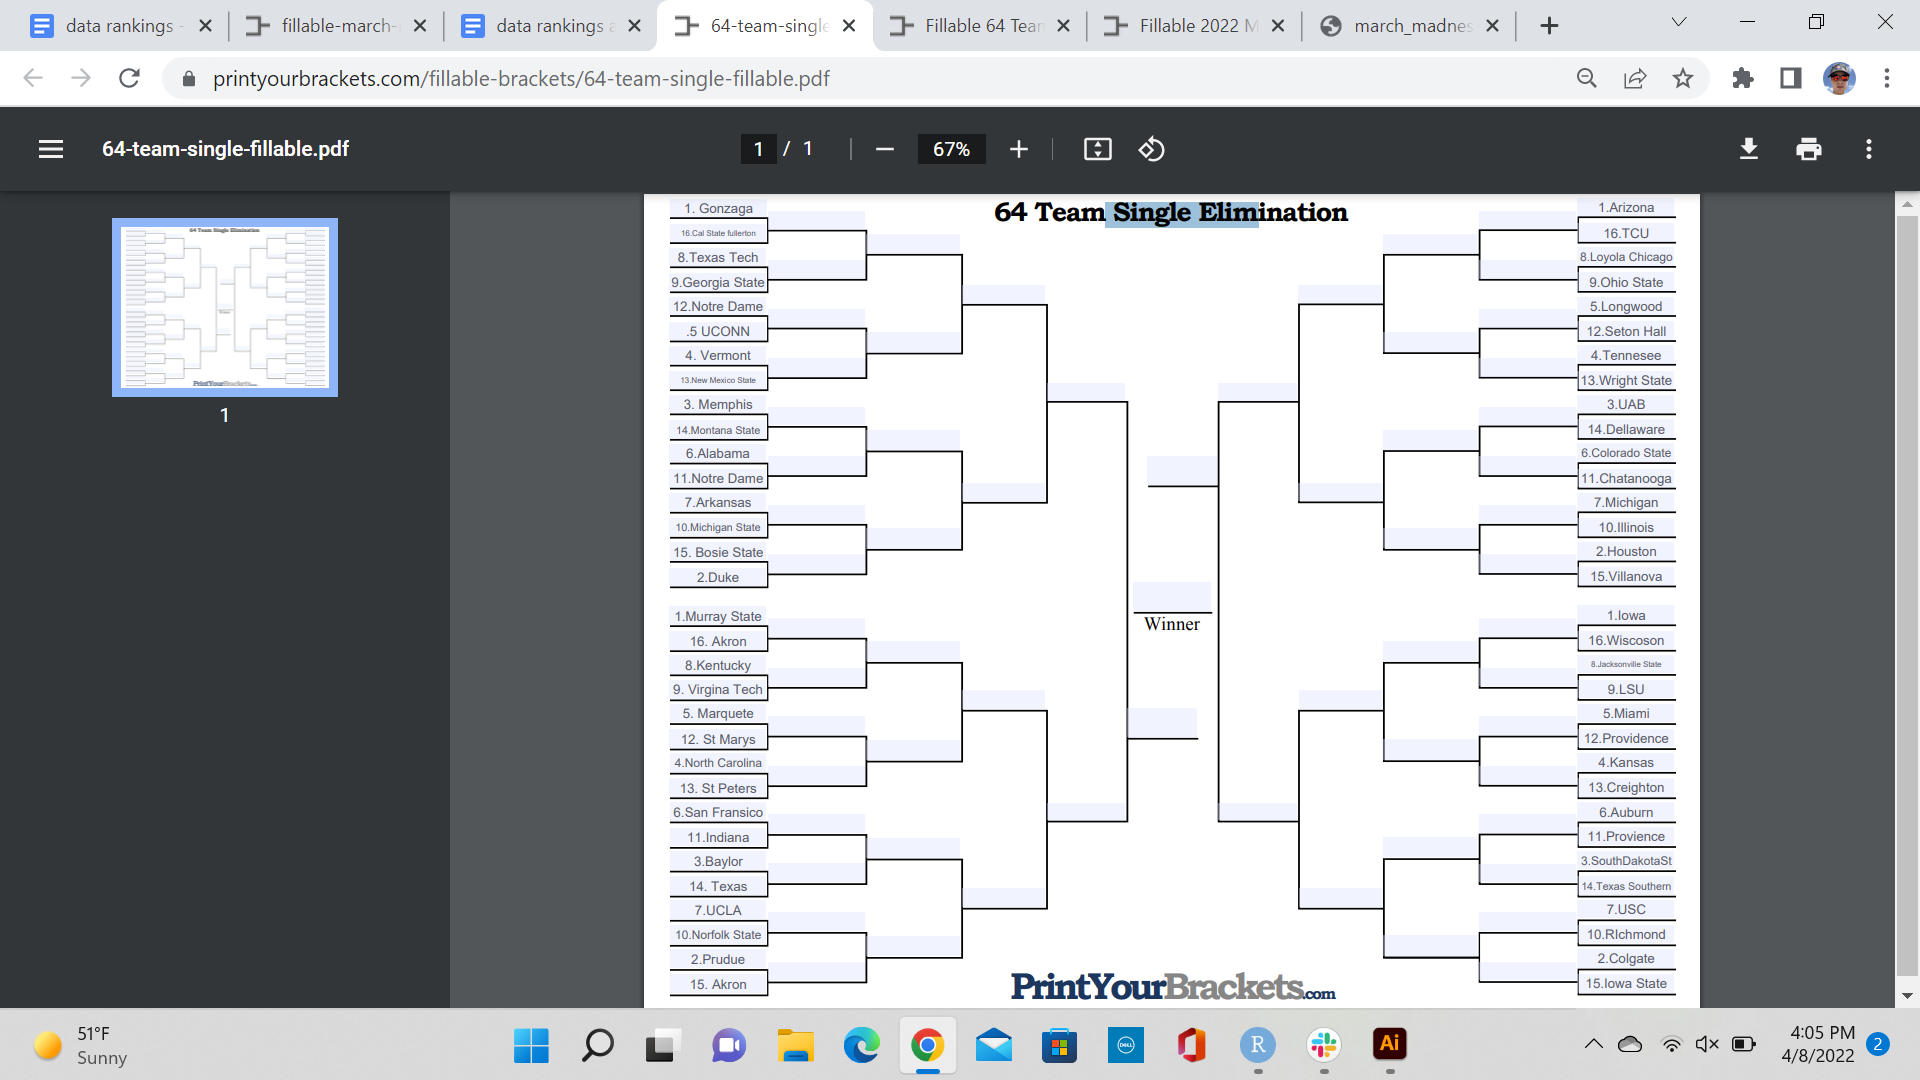 data rankings -
fillable-march-
data rankings a
64-team-single
Fillable 64 Tear
Fillable 2022 M
march_madnes
printyourbrackets.com/fillable-brackets/64-team-single-fillable.pdf
64-team-single-fillable.pdf
1 / 1
67%
1
64 Team Single Elimination
1. Gonzaga
16.Cal State fullerton
8.Texas Tech
9.Georgia State
12.Notre Dame
.5 UCONN
4. Vermont
13.New Mexico State
3. Memphis
14.Montana State
6.Alabama
11.Notre Dame
7.Arkansas
10.Michigan State
15. Bosie State
2.Duke
1.Murray State
16. Akron
8.Kentucky
9. Virgina Tech
5. Marquete
12. St Marys
4.North Carolina
13. St Peters
6.San Fransico
11.Indiana
3.Baylor
14. Texas
7.UCLA
10.Norfolk State
2.Prudue
15. Akron
Winner
1.Arizona
16.TCU
8.Loyola Chicago
9.Ohio State
5.Longwood
12.Seton Hall
4.Tennesee
13.Wright State
3.UAB
14.Dellaware
6.Colorado State
11.Chatanooga
7.Michigan
10.Illinois
2.Houston
15.Villanova
1.Iowa
16.Wiscoson
8.Jacksonville State
9.LSU
5.Miami
12.Providence
4.Kansas
13.Creighton
6.Auburn
11.Provience
3.SouthDakotaSt
14.Texas Southern
7.USC
10.RIchmond
2.Colgate
15.Iowa State
PrintYourBrackets.com
51°F
Sunny
DELL
R
Ai
4:05 PM
4/8/2022
2